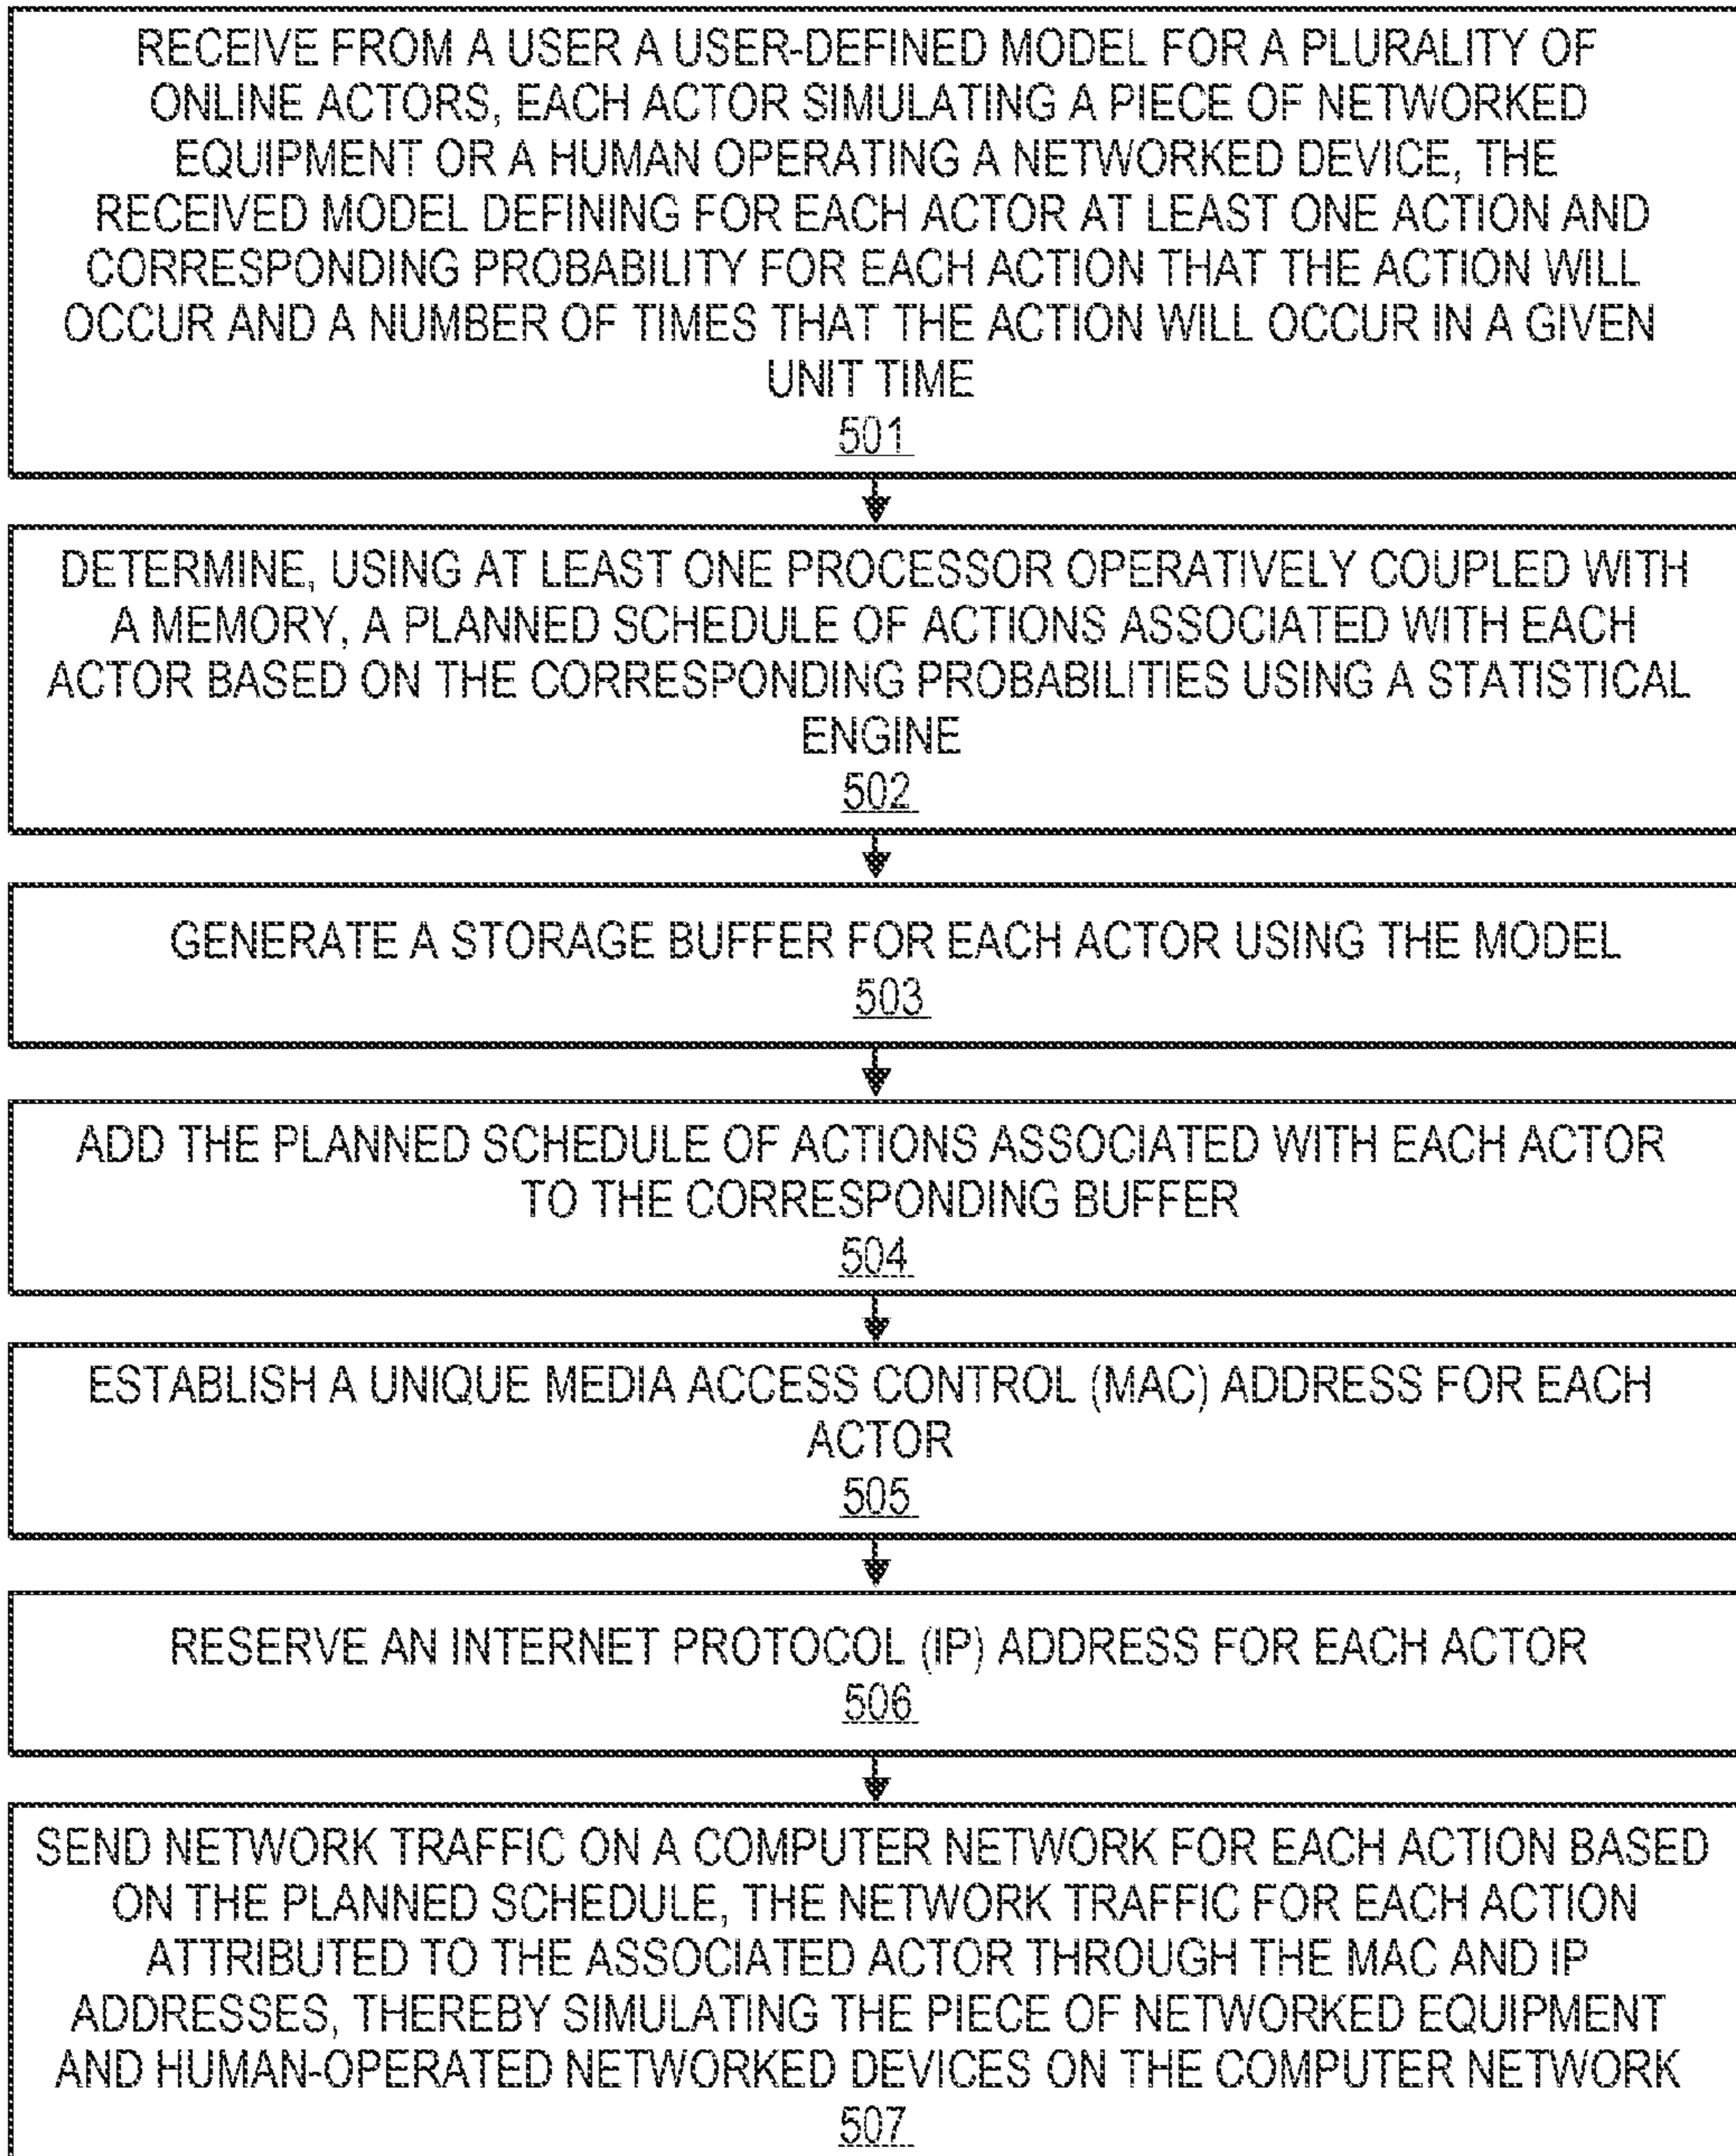 RECEIVE FROM A USER A USER-DEFINED MODEL FOR A PLURALITY OF
ONLINE ACTORS, EACH ACTOR SIMULATING A PIECE OF NETWORKED
EQUIPMENT OR A HUMAN OPERATING A NETWORKED DEVICE, THE
RECEIVED MODEL DEFINING FOR EACH ACTOR AT LEAST ONE ACTION AND
CORRESPONDING PROBABILITY FOR EACH ACTION THAT THE ACTION WILL
OCCUR AND A NUMBER OF TIMES THAT THE ACTION WILL OCCUR IN A GIVEN
UNIT TIME
501
DETERMINE, USING AT LEAST ONE PROCESSOR OPERATIVELY COUPLED WITH
A MEMORY, A PLANNED SCHEDULE OF ACTIONS ASSOCIATED WITH EACH
ACTOR BASED ON THE CORRESPONDING PROBABILITIES USING A STATISTICAL
ENGINE
502
GENERATE A STORAGE BUFFER FOR EACH ACTOR USING THE MODEL
503
ADD THE PLANNED SCHEDULE OF ACTIONS ASSOCIATED WITH EACH ACTOR
TO THE CORRESPONDING BUFFER
504
ESTABLISH A UNIQUE MEDIA ACCESS CONTROL (MAC) ADDRESS FOR EACH
ACTOR
505
RESERVE AN INTERNET PROTOCOL (IP) ADDRESS FOR EACH ACTOR
506
SEND NETWORK TRAFFIC ON A COMPUTER NETWORK FOR EACH ACTION BASED
ON THE PLANNED SCHEDULE, THE NETWORK TRAFFIC FOR EACH ACTION
ATTRIBUTED TO THE ASSOCIATED ACTOR THROUGH THE MAC AND IP
ADDRESSES, THEREBY SIMULATING THE PIECE OF NETWORKED EQUIPMENT
AND HUMAN-OPERATED NETWORKED DEVICES ON THE COMPUTER NETWORK
507